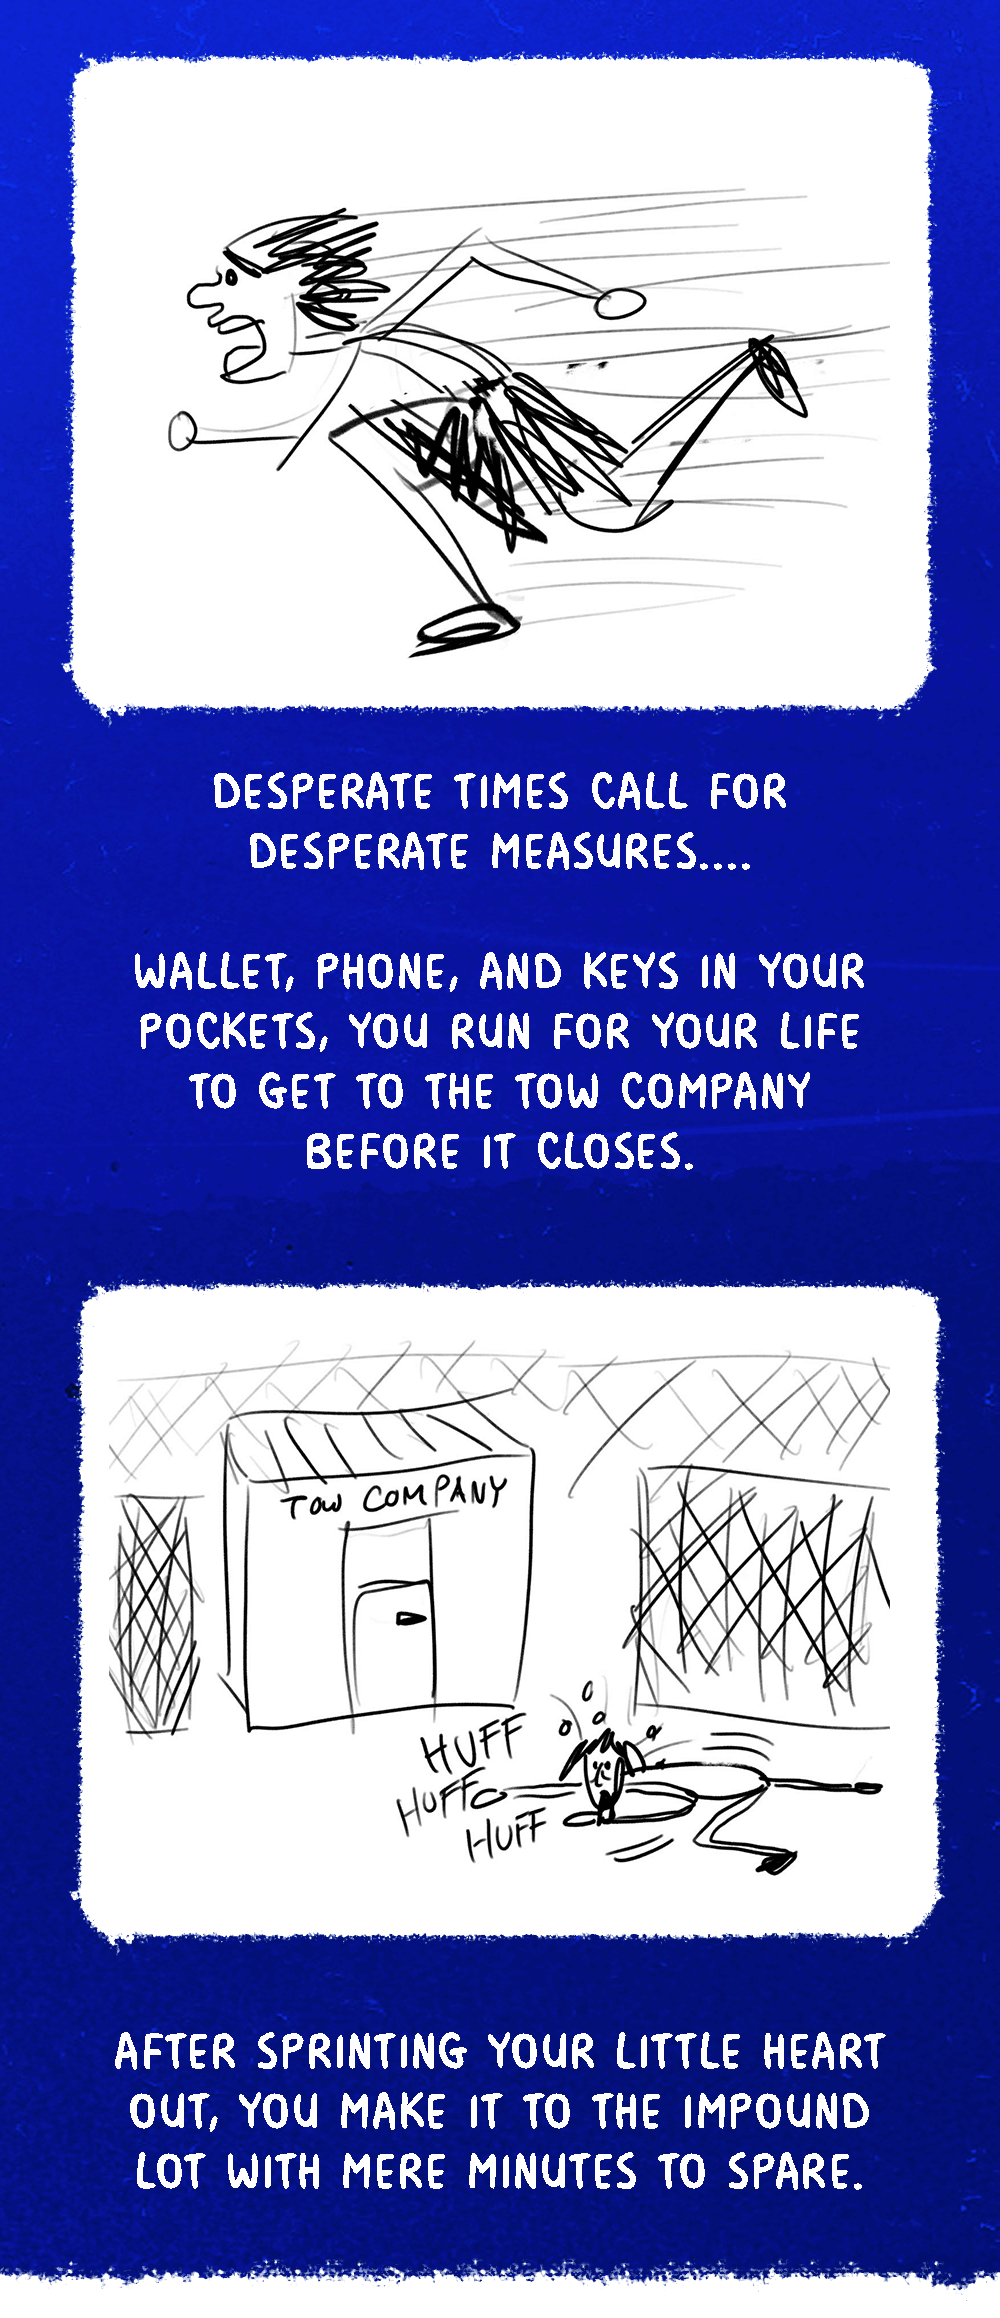 DESPERATE TIMES CALL FOR
DESPERATE MEASURES....
WALLET, PHONE, AND KEYS IN YOUR
POCKETS, YOU RUN FOR YOUR LIFE
TO GET TO THE TOW COMPANY
BEFORE IT CLOSES.
TOW COMPANY
HUFF
HUFF
HUFF
AFTER SPRINTING YOUR LITTLE HEART
OUT, YOU MAKE IT TO THE IMPOUND
LOT WITH MERE MINUTES TO SPARE.